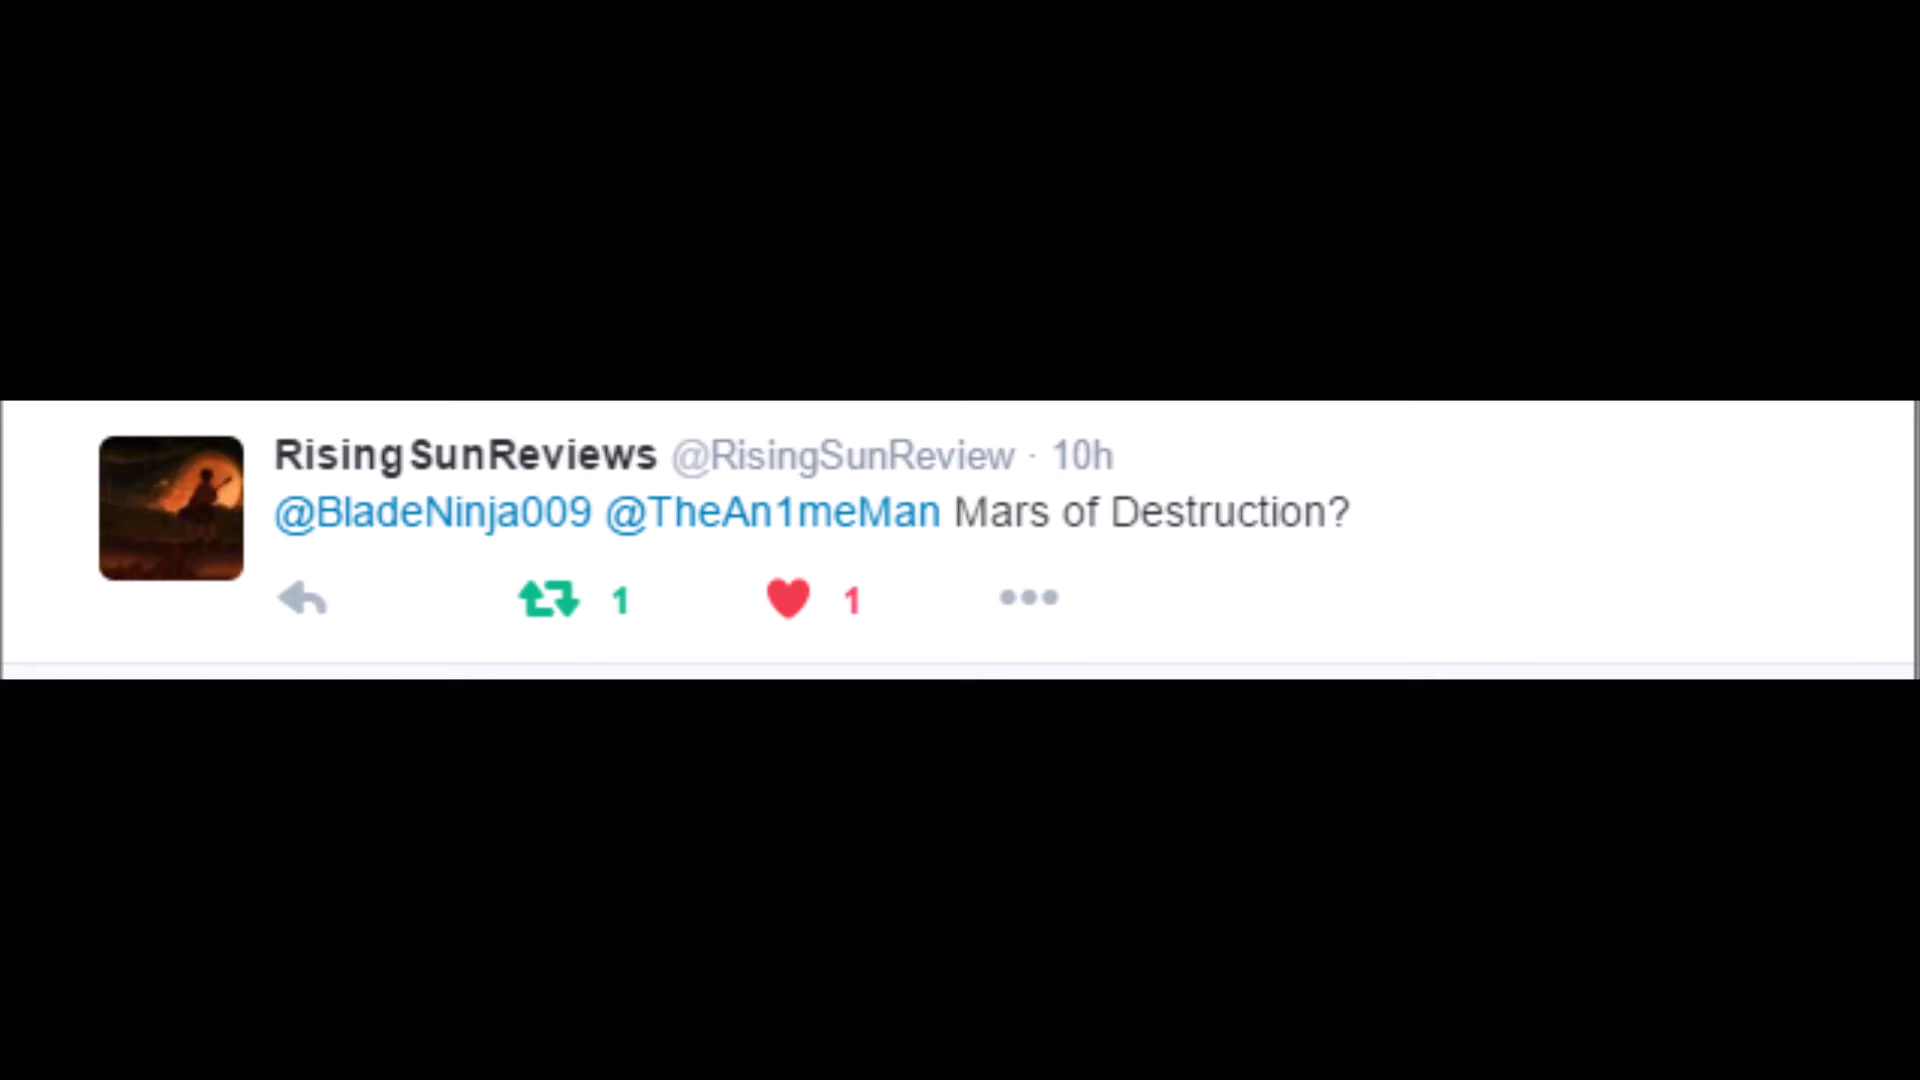 RisingSunReviews @RisingSunReview · 10h
@BladeNinja009 @TheAn1meMan Mars of Destruction?
1 1